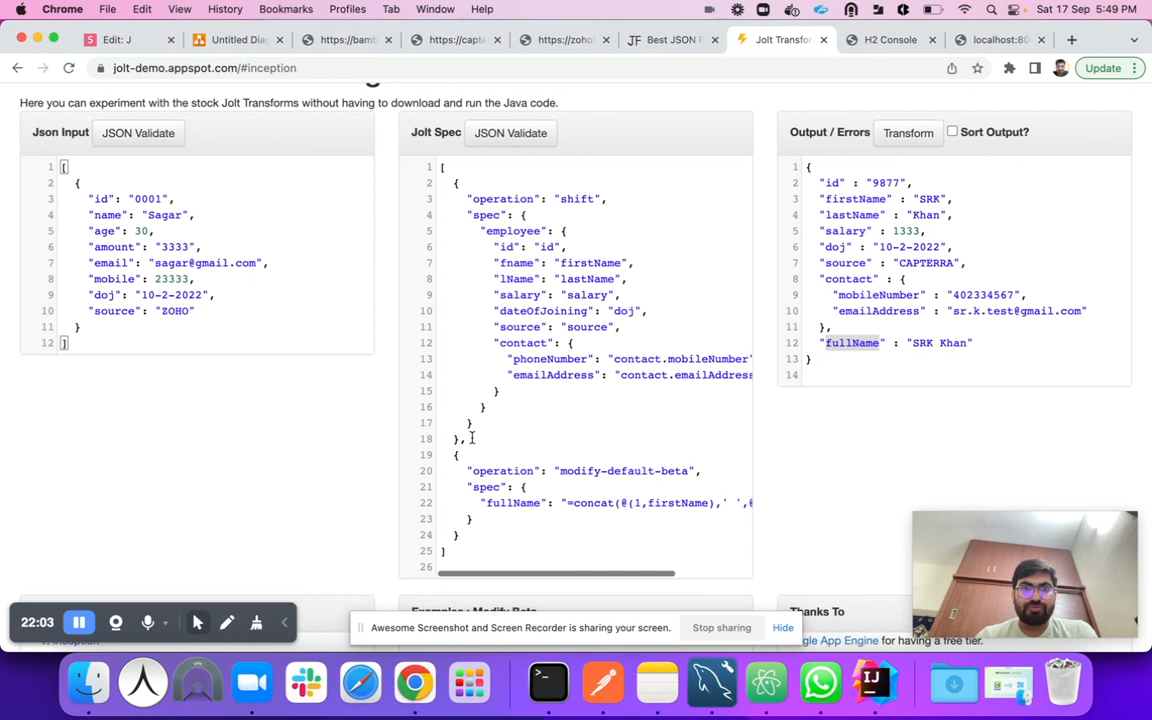 Chrome File Edit View History Bookmarks Profiles Tab Window Help Sat 17 Sep 5:49 PM
Edit: J Untitled Dia https://bamb https://capte https://zoho JF Best JSON F Jolt Transfor H2 Console localhost:80
jolt-demo.appspot.com/#inception Update
Here you can experiment with the stock Jolt Transforms without having to download and run the Java code.
Json Input JSON Validate
1 [
2 {
3 "id": "0001",
4 "name": "Sagar",
5 "age": 30,
6 "amount": "3333",
7 "email": "sagar@gmail.com",
8 "mobile": 23333,
9 "doj": "10-2-2022",
10 "source": "ZOHO"
11 }
12 ]
Jolt Spec JSON Validate
1 [
2 {
3 "operation": "shift",
4 "spec": {
5 "employee": {
6 "id": "id",
7 "fname": "firstName",
8 "lName": "lastName",
9 "salary": "salary",
10 "dateOfJoining": "doj",
11 "source": "source",
12 "contact": {
13 "phoneNumber": "contact.mobileNumber"
14 "emailAddress": "contact.emailAddress
15 }
16 }
17 }
18 },
19 {
20 "operation": "modify-default-beta",
21 "spec": {
22 "fullName": "=concat(@(1,firstName),' ',@
23 }
24 }
25 ]
26
Output / Errors Transform Sort Output?
1 {
2 "id" : "9877",
3 "firstName" : "SRK",
4 "lastName" : "Khan",
5 "salary" : 1333,
6 "doj" : "10-2-2022",
7 "source" : "CAPTERRA",
8 "contact" : {
9 "mobileNumber" : "402334567",
10 "emailAddress" : "sr.k.test@gmail.com"
11 },
12 "fullName" : "SRK Khan"
13 }
14
Thanks To
ogle App Engine for having a free tier.
22:03
Awesome Screenshot and Screen Recorder is sharing your screen. Stop sharing Hide
VPN
IJ